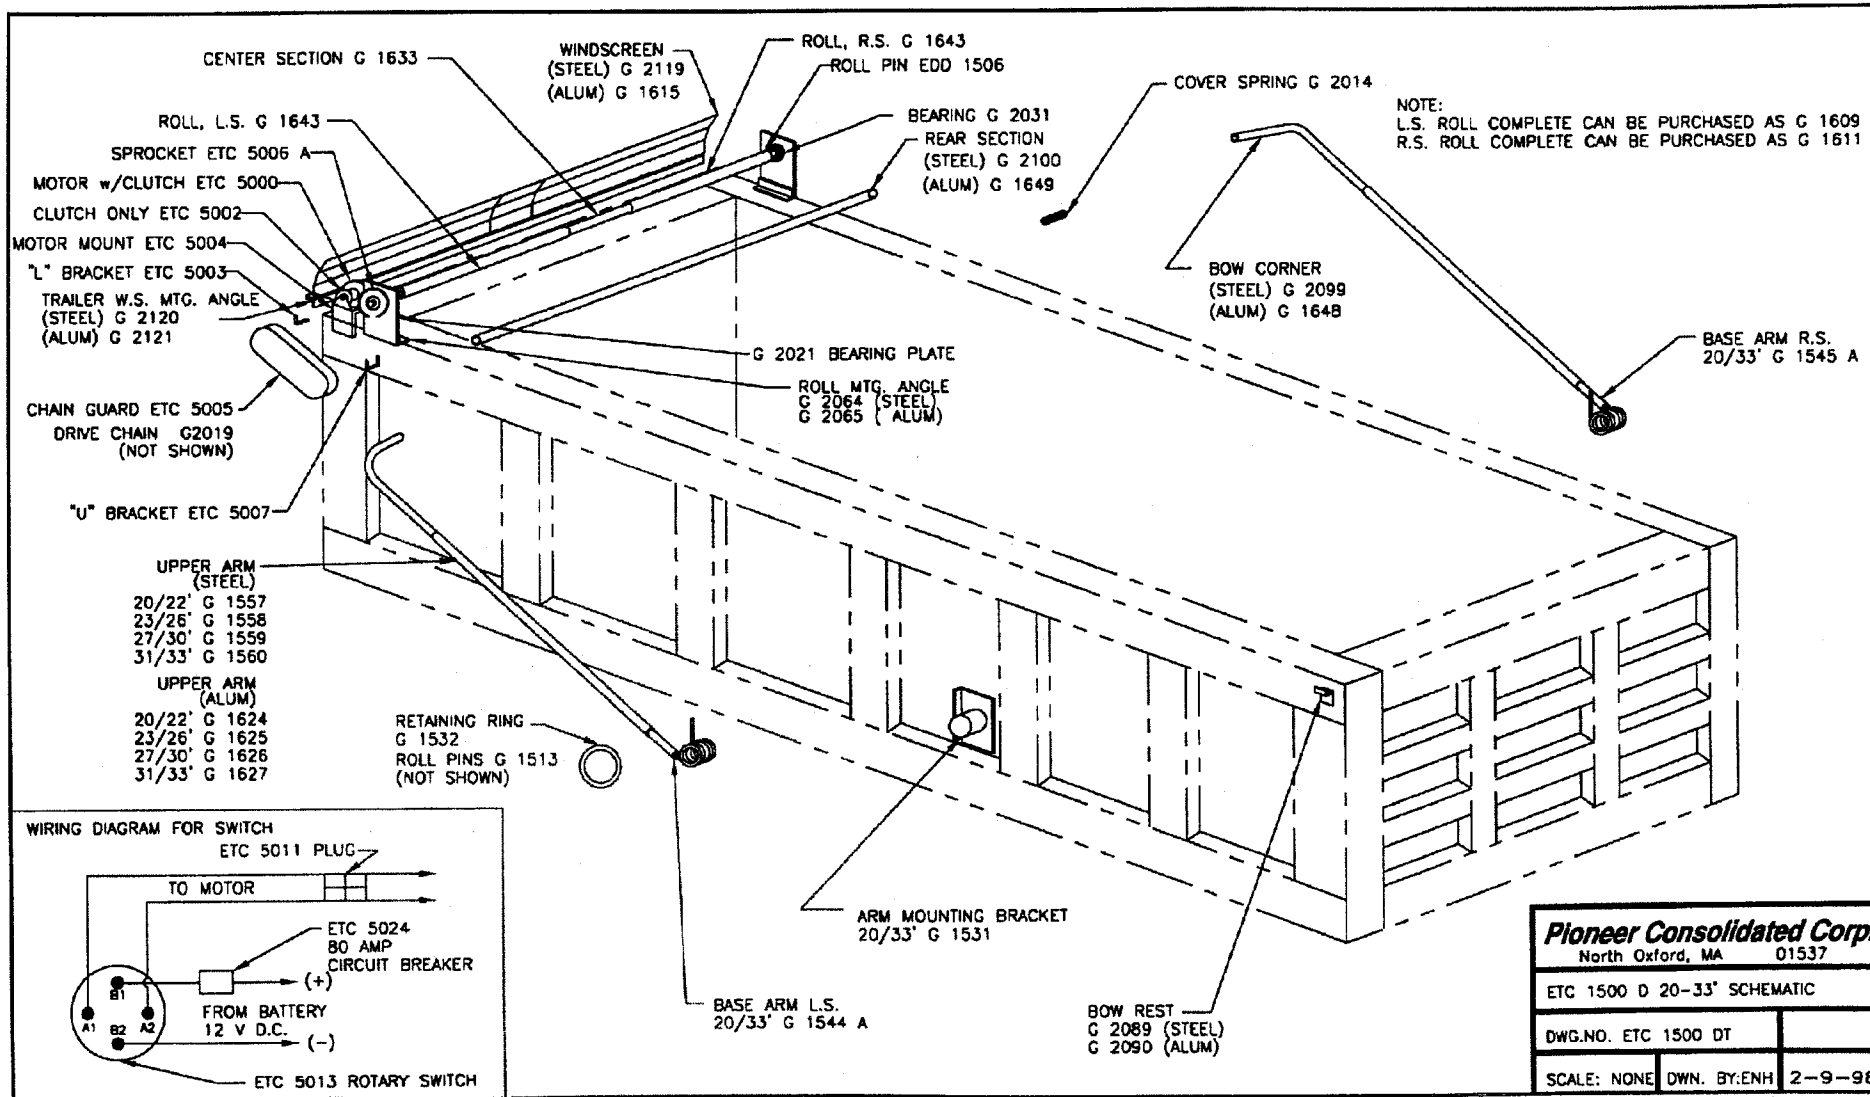 CENTER SECTION G 1633
WINDSCREEN
(STEEL) G 2119
(ALUM) G 1615
ROLL, R.S. G 1643
ROLL PIN EDD 1506
COVER SPRING G 2014
NOTE:
L.S. ROLL COMPLETE CAN BE PURCHASED AS G 1609
R.S. ROLL COMPLETE CAN BE PURCHASED AS G 1611
ROLL, L.S. G 1643
BEARING G 2031
SPROCKET ETC 5006 A
REAR SECTION
(STEEL) G 2100
(ALUM) G 1649
MOTOR w/CLUTCH ETC 5000
CLUTCH ONLY ETC 5002
MOTOR MOUNT ETC 5004
"L" BRACKET ETC 5003
TRAILER W.S. MTG. ANGLE
(STEEL) G 2120
(ALUM) G 2121
BOW CORNER
(STEEL) G 2099
(ALUM) G 1648
BASE ARM R.S.
20/33' G 1545 A
G 2021 BEARING PLATE
ROLL MTG. ANGLE
G 2064 (STEEL)
G 2065 ( ALUM)
CHAIN GUARD ETC 5005
DRIVE CHAIN G2019
(NOT SHOWN)
"U" BRACKET ETC 5007
UPPER ARM
(STEEL)
20/22' G 1557
23/26' G 1558
27/30' G 1559
31/33' G 1560
UPPER ARM
(ALUM)
20/22' G 1624
23/26' G 1625
27/30' G 1626
31/33' G 1627
RETAINING RING
G 1532
ROLL PINS G 1513
(NOT SHOWN)
WIRING DIAGRAM FOR SWITCH
ETC 5011 PLUG
TO MOTOR
ETC 5024
80 AMP
CIRCUIT BREAKER
(+)
B1
FROM BATTERY
12 V D.C.
A1
B2
A2
(-)
ETC 5013 ROTARY SWITCH
ARM MOUNTING BRACKET
20/33' G 1531
BASE ARM L.S.
20/33' G 1544 A
BOW REST
G 2089 (STEEL)
G 2090 (ALUM)
Pioneer Consolidated Corp.
North Oxford, MA 01537
ETC 1500 D 20-33' SCHEMATIC
DWG.NO. ETC 1500 DT
SCALE: NONE
DWN. BY:ENH
2-9-98